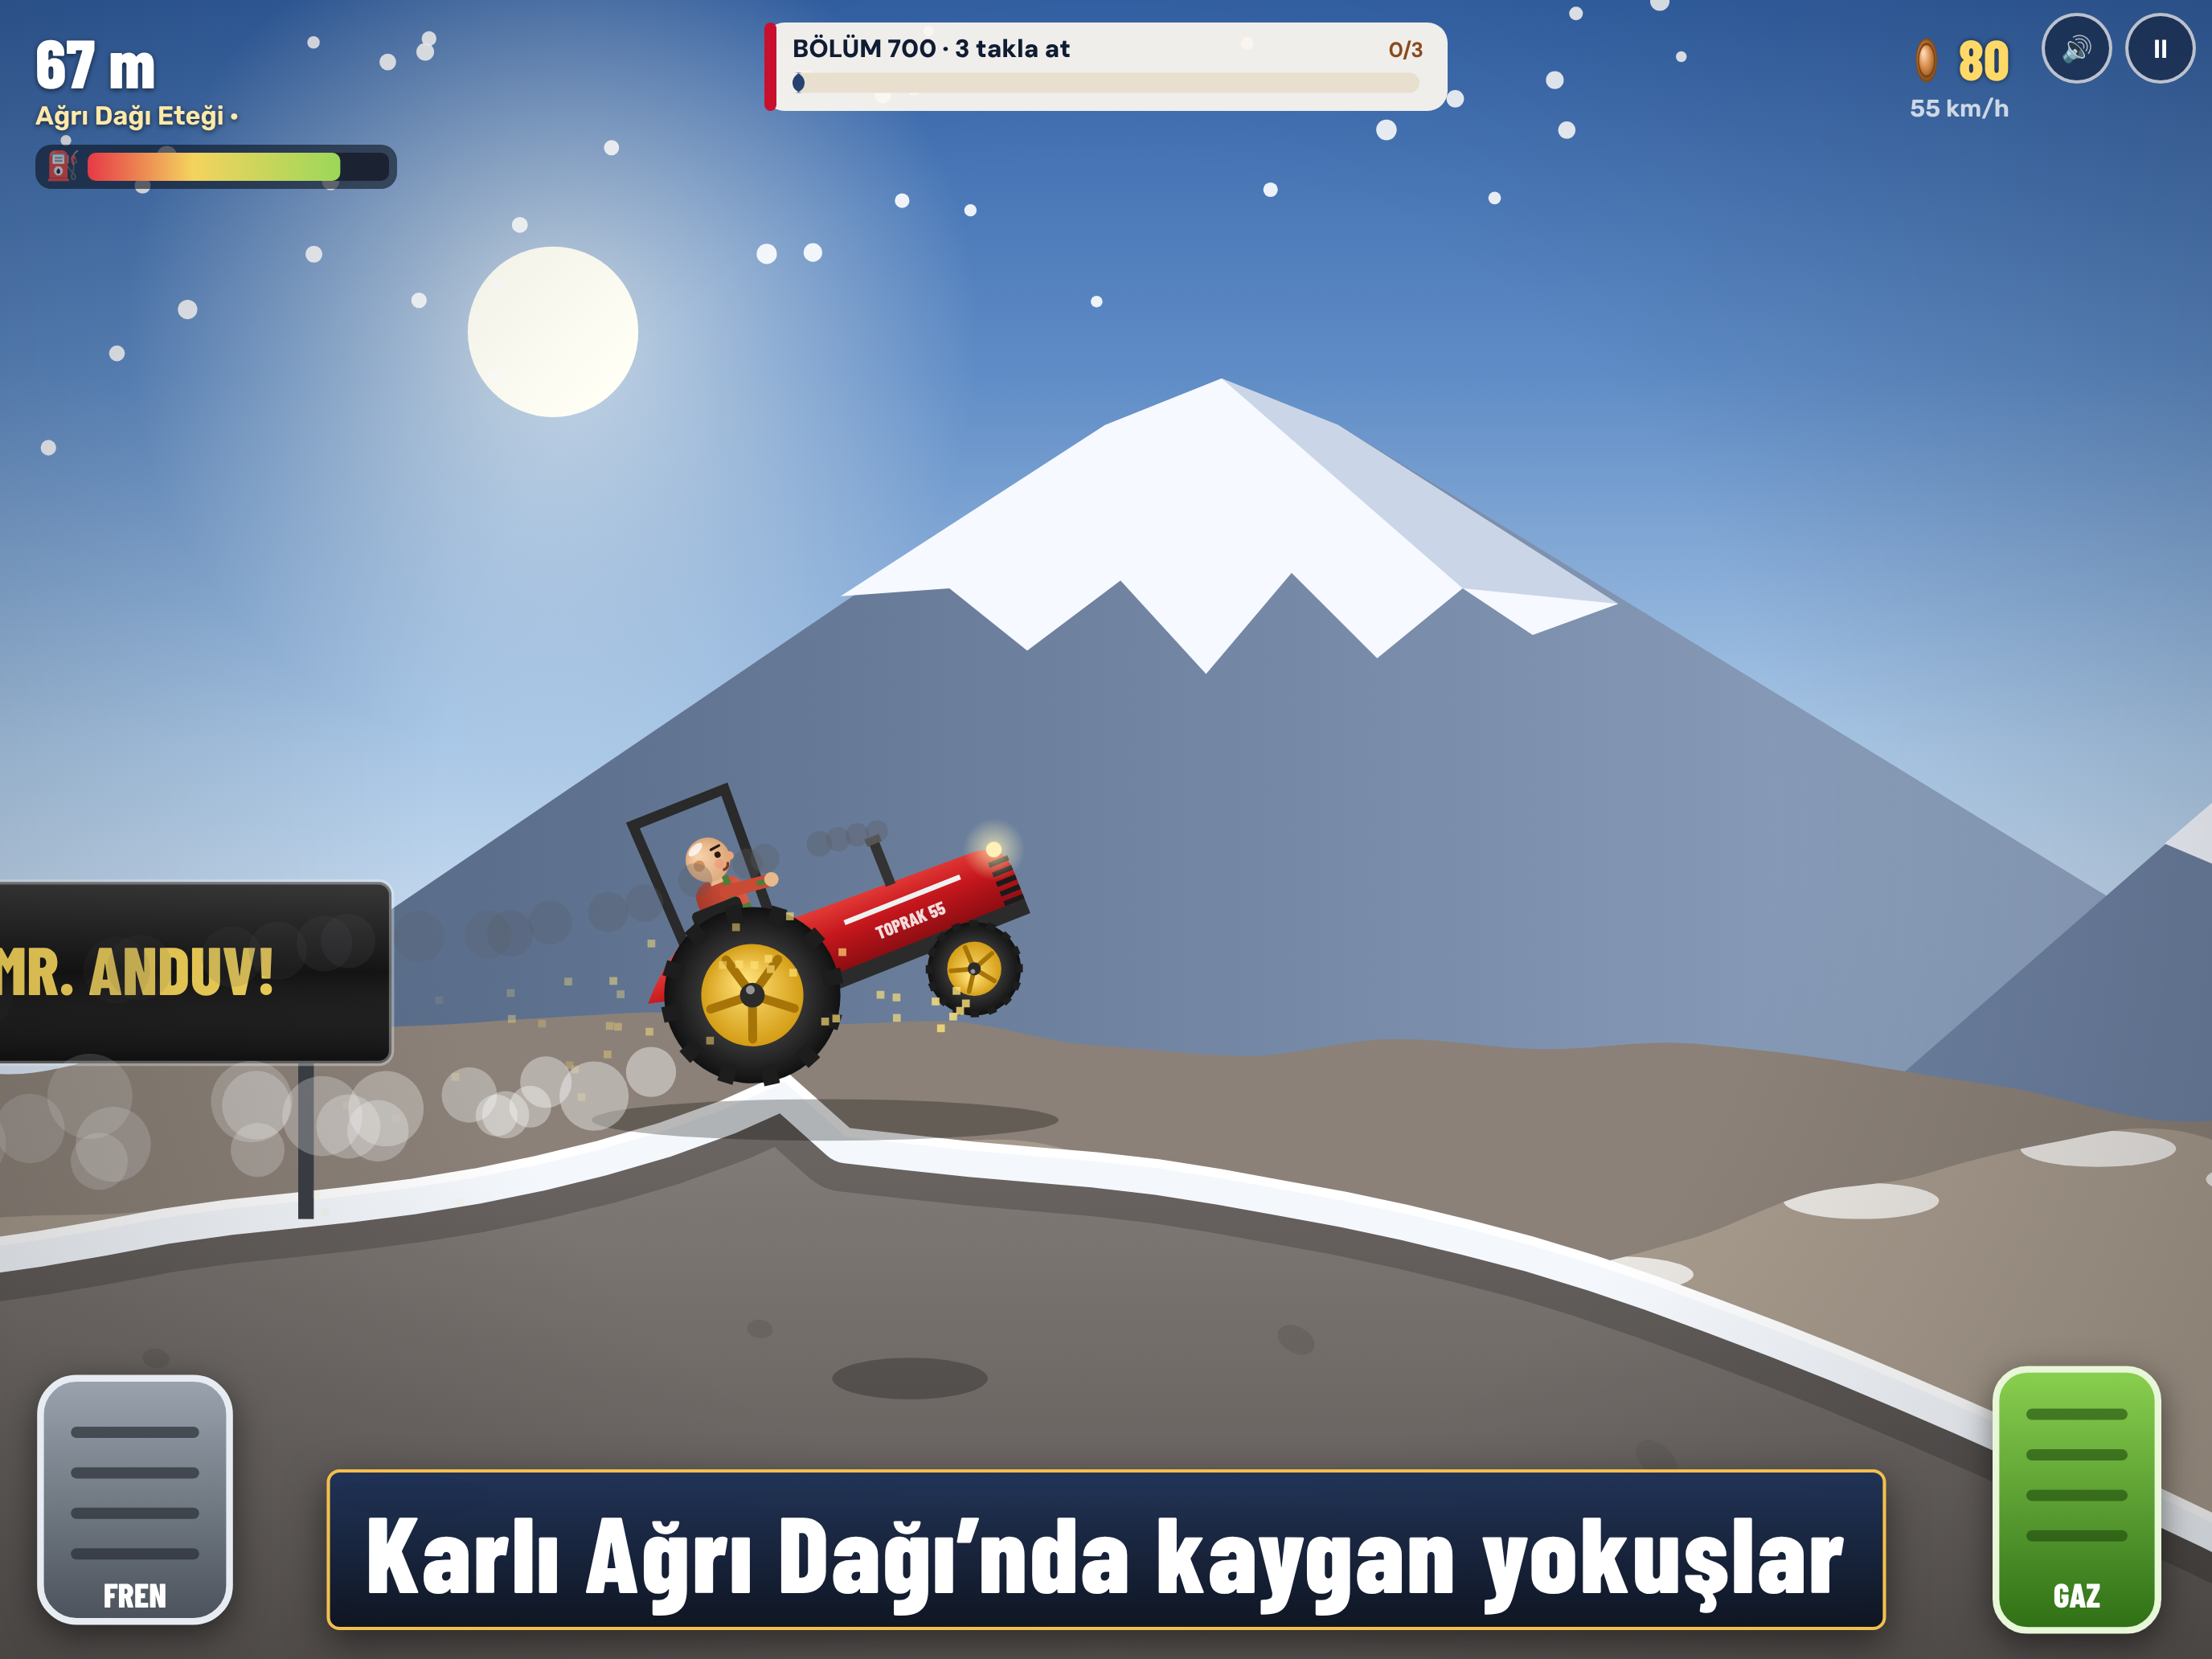 67 m
Ağrı Dağı Eteği •
BÖLÜM 700 · 3 takla at
0/3
80
55 km/h
MR. ANDUV!
TOPRAK 55
FREN
Karlı Ağrı Dağı’nda kaygan yokuşlar
GAZ